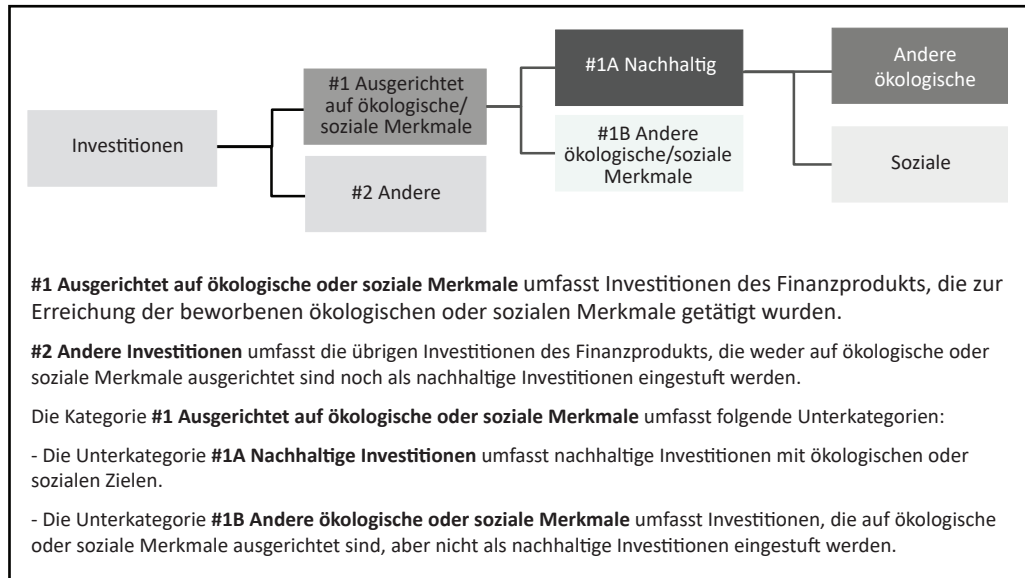 Investitionen
#1 Ausgerichtet
auf ökologische/
soziale Merkmale
#2 Andere
#1A Nachhaltig
#1B Andere
ökologische/soziale
Merkmale
Andere
ökologische
Soziale
#1 Ausgerichtet auf ökologische oder soziale Merkmale umfasst Investitionen des Finanzprodukts, die zur
Erreichung der beworbenen ökologischen oder sozialen Merkmale getätigt wurden.
#2 Andere Investitionen umfasst die übrigen Investitionen des Finanzprodukts, die weder auf ökologische oder
soziale Merkmale ausgerichtet sind noch als nachhaltige Investitionen eingestuft werden.
Die Kategorie #1 Ausgerichtet auf ökologische oder soziale Merkmale umfasst folgende Unterkategorien:
- Die Unterkategorie #1A Nachhaltige Investitionen umfasst nachhaltige Investitionen mit ökologischen oder
sozialen Zielen.
- Die Unterkategorie #1B Andere ökologische oder soziale Merkmale umfasst Investitionen, die auf ökologische
oder soziale Merkmale ausgerichtet sind, aber nicht als nachhaltige Investitionen eingestuft werden.